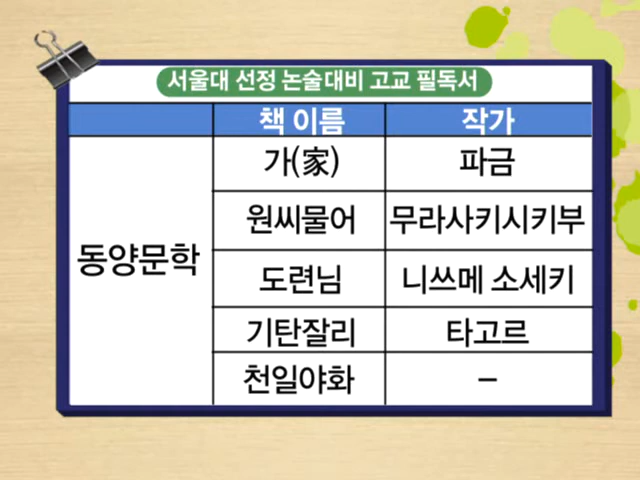 서울대 선정 논술대비 고교 필독서
책 이름 작가
가(家) 파금
원씨물어 무라사키시키부
동양문학
도련님 니쓰메 소세키
기탄잘리 타고르
천일야화 –